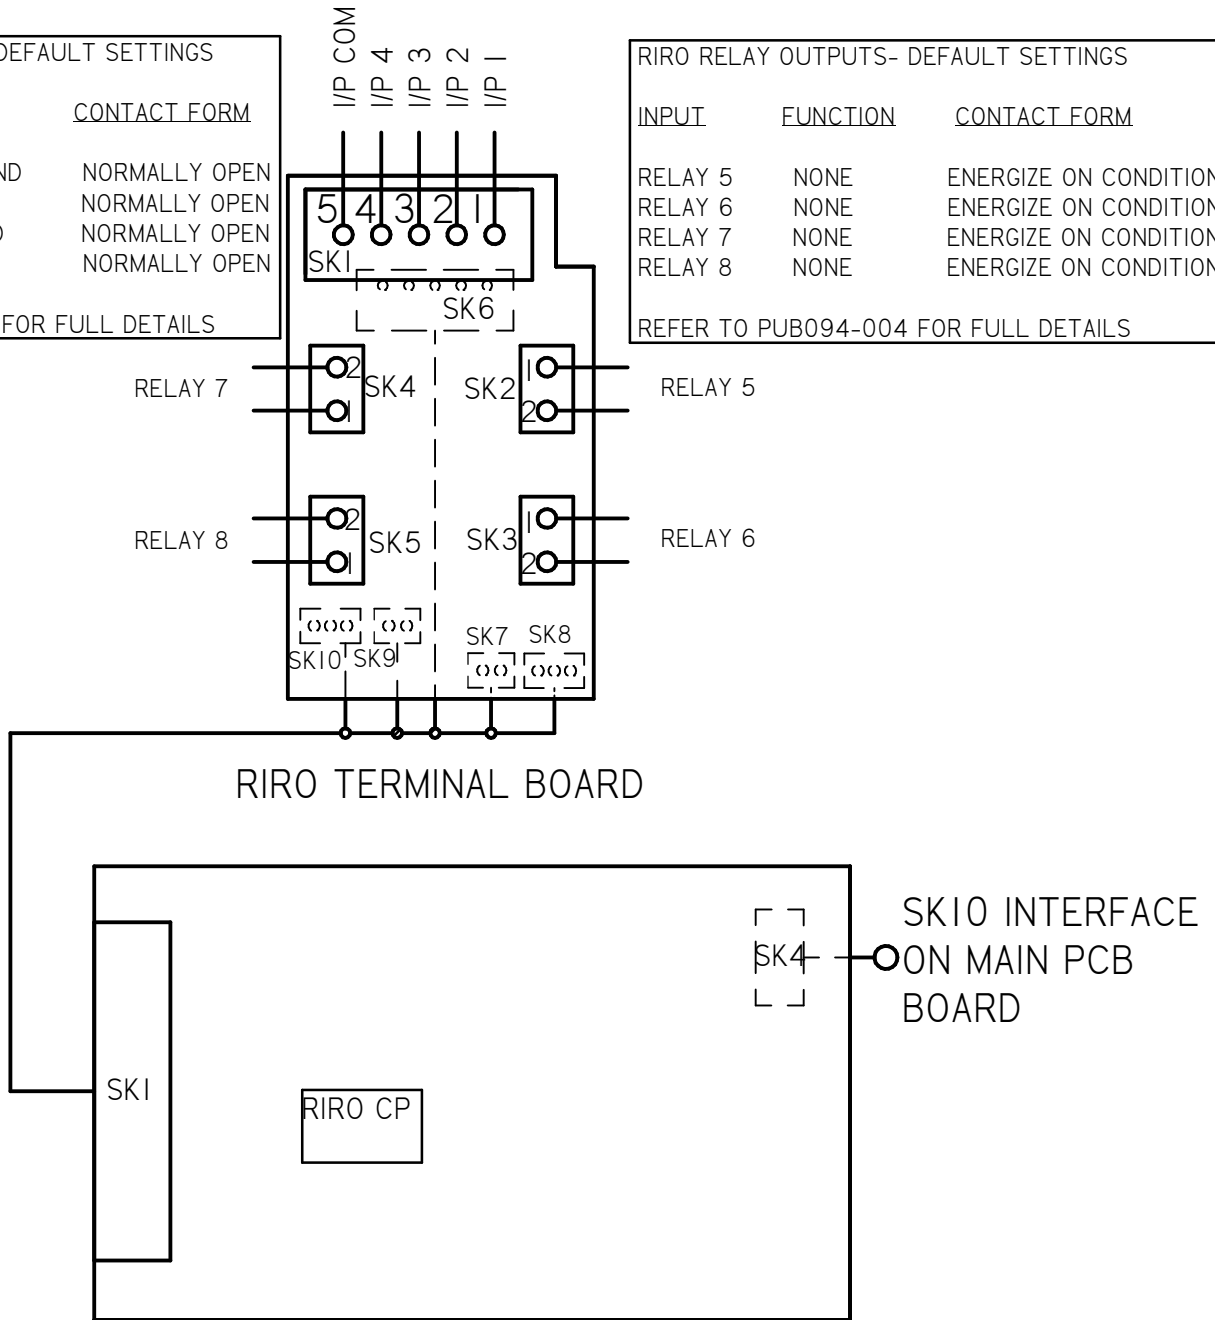 DEFAULT SETTINGS
CONTACT FORM
NORMALLY OPEN
NORMALLY OPEN
NORMALLY OPEN
NORMALLY OPEN
FOR FULL DETAILS
I/P COM
I/P 4
I/P 3
I/P 2
I/P 1
RIRO RELAY OUTPUTS- DEFAULT SETTINGS
INPUT FUNCTION CONTACT FORM
RELAY 5 NONE ENERGIZE ON CONDITION
RELAY 6 NONE ENERGIZE ON CONDITION
RELAY 7 NONE ENERGIZE ON CONDITION
RELAY 8 NONE ENERGIZE ON CONDITION
REFER TO PUB094-004 FOR FULL DETAILS
5 4 3 2 1
SK1
SK6
RELAY 7
2
1
SK4
SK2
1
2
RELAY 5
RELAY 8
2
1
SK5
SK3
1
2
RELAY 6
SK10
SK9
SK7
SK8
RIRO TERMINAL BOARD
SK1
RIRO CP
SK4
SK10 INTERFACE
ON MAIN PCB
BOARD